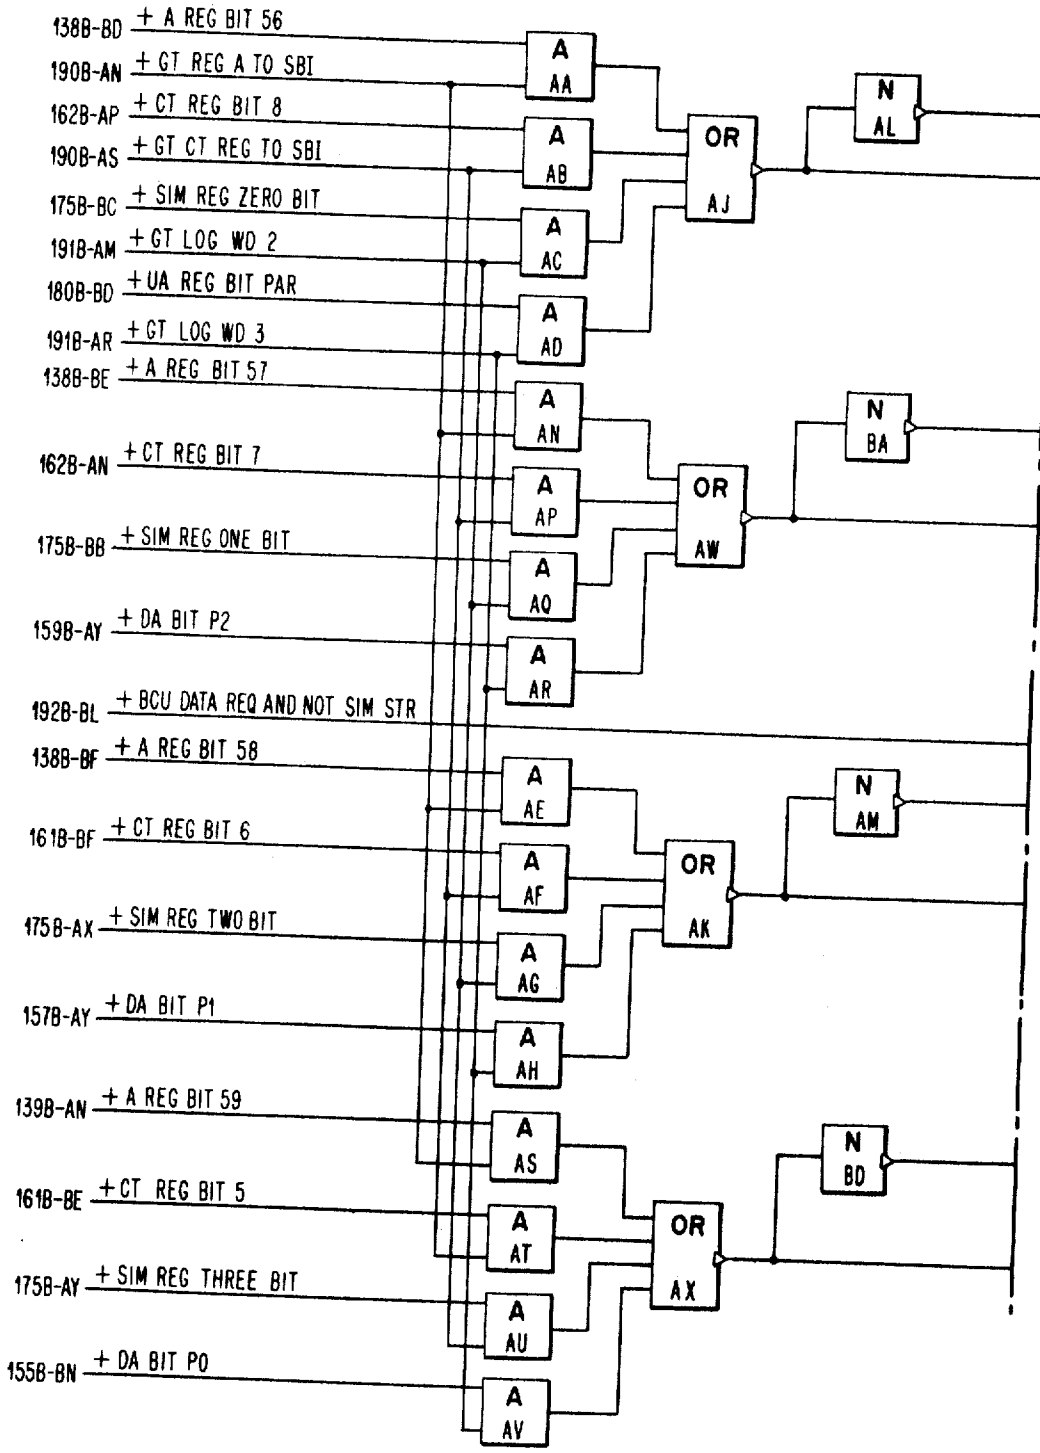 138B-BD + A REG BIT 56
190B-AN + GT REG A TO SBI
162B-AP + CT REG BIT 8
190B-AS + GT CT REG TO SBI
175B-BC + SIM REG ZERO BIT
191B-AM + GT LOG WD 2
180B-BD + UA REG BIT PAR
191B-AR + GT LOG WD 3
138B-BE + A REG BIT 57
162B-AN + CT REG BIT 7
175B-BB + SIM REG ONE BIT
159B-AY + DA BIT P2
192B-BL + BCU DATA REQ AND NOT SIM STR
138B-BF + A REG BIT 58
161B-BF + CT REG BIT 6
175B-AX + SIM REG TWO BIT
157B-AY + DA BIT P1
139B-AN + A REG BIT 59
161B-BE + CT REG BIT 5
175B-AY + SIM REG THREE BIT
155B-BN + DA BIT P0
A
AA
A
AB
A
AC
A
AD
OR
AJ
N
AL
A
AN
A
AP
A
AQ
A
AR
OR
AW
N
BA
A
AE
A
AF
A
AG
A
AH
OR
AK
N
AM
A
AS
A
AT
A
AU
A
AV
OR
AX
N
BD